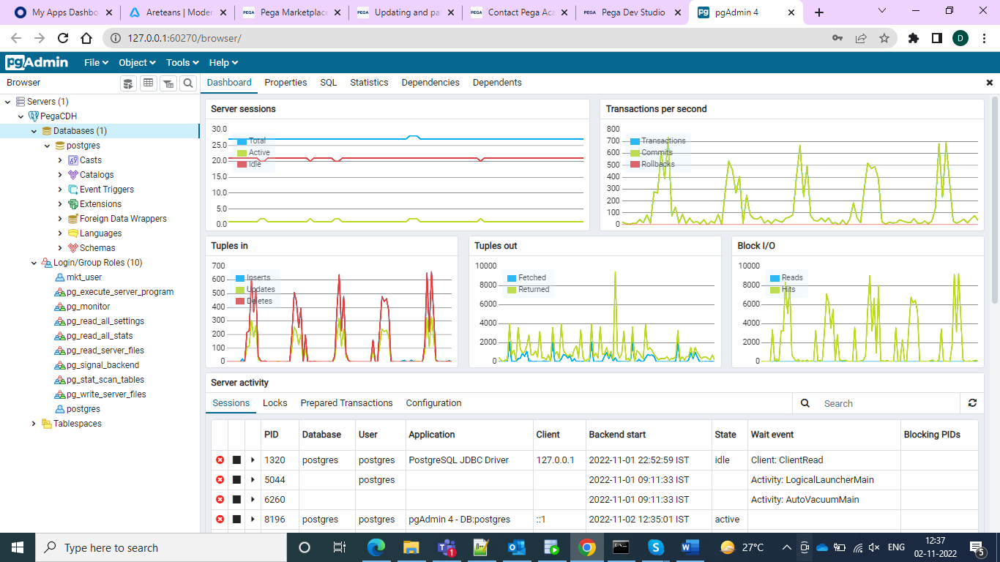 My Apps Dashbo
Areteans | Moder
PEGA Pega Marketplace
PEGA Updating and pa
PEGA Contact Pega Aca
PEGA Pega Dev Studio
pg pgAdmin 4
127.0.0.1:60270/browser/
D
pgAdmin File Object Tools Help
Browser
Dashboard Properties SQL Statistics Dependencies Dependents
Servers (1)
PegaCDH
Databases (1)
postgres
Casts
Catalogs
Event Triggers
Extensions
Foreign Data Wrappers
Languages
Schemas
Login/Group Roles (10)
mkt_user
pg_execute_server_program
pg_monitor
pg_read_all_settings
pg_read_all_stats
pg_read_server_files
pg_signal_backend
pg_stat_scan_tables
pg_write_server_files
postgres
Tablespaces
Server sessions
30.0
25.0
20.0
15.0
10.0
5.0
0.0
Total
Active
Idle
Transactions per second
800
700
600
500
400
300
200
100
0
Transactions
Commits
Rollbacks
Tuples in
700
600
500
400
300
200
100
0
Inserts
Updates
Deletes
Tuples out
10000
8000
6000
4000
2000
0
Fetched
Returned
Block I/O
10000
8000
6000
4000
2000
0
Reads
Hits
Server activity
Sessions Locks Prepared Transactions Configuration
Search
PID Database User Application Client Backend start State Wait event Blocking PIDs
1320 postgres postgres PostgreSQL JDBC Driver 127.0.0.1 2022-11-01 22:52:59 IST idle Client: ClientRead
5044 postgres 2022-11-01 09:11:33 IST Activity: LogicalLauncherMain
6260 2022-11-01 09:11:33 IST Activity: AutoVacuumMain
8196 postgres postgres pgAdmin 4 - DB:postgres ::1 2022-11-02 12:35:01 IST active
Type here to search
1
27°C
ENG
12:37
02-11-2022
5